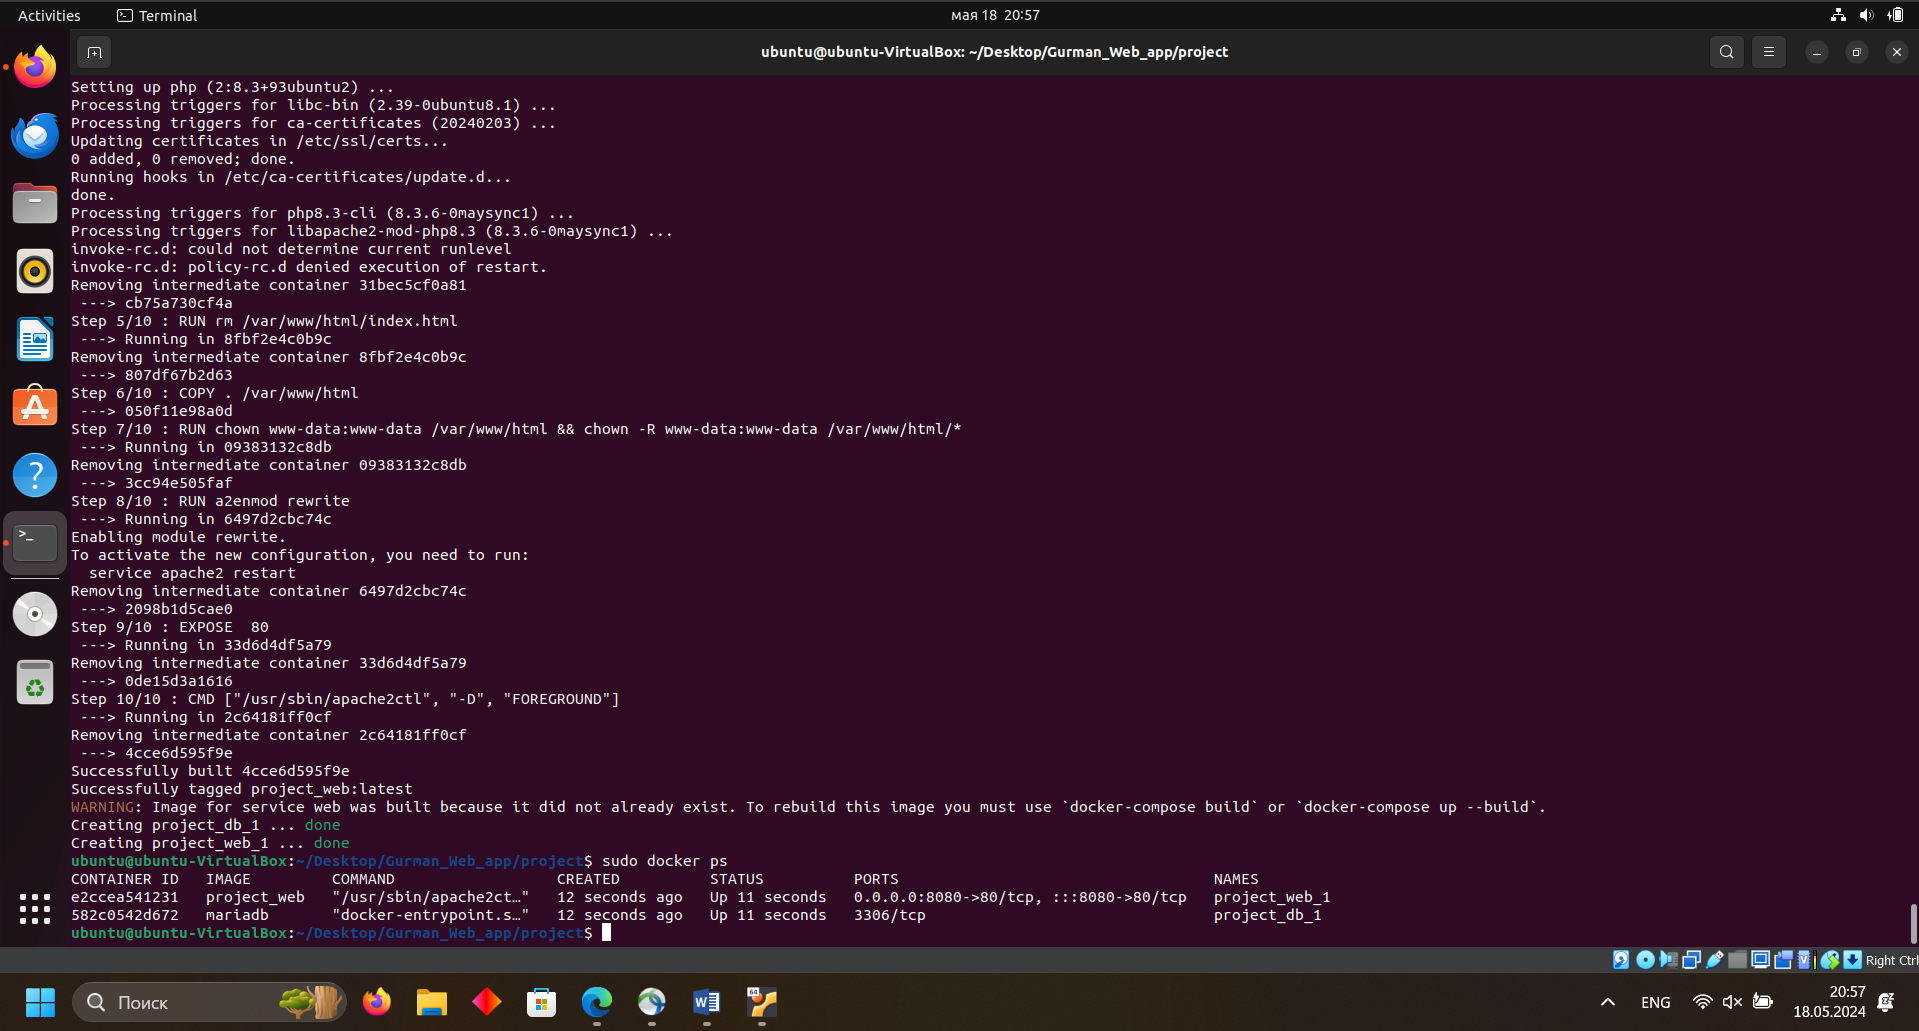 Activities Terminal мая 18 20:57
ubuntu@ubuntu-VirtualBox: ~/Desktop/Gurman_Web_app/project
Setting up php (2:8.3+93ubuntu2) ...
Processing triggers for libc-bin (2.39-0ubuntu8.1) ...
Processing triggers for ca-certificates (20240203) ...
Updating certificates in /etc/ssl/certs...
0 added, 0 removed; done.
Running hooks in /etc/ca-certificates/update.d...
done.
Processing triggers for php8.3-cli (8.3.6-0maysync1) ...
Processing triggers for libapache2-mod-php8.3 (8.3.6-0maysync1) ...
invoke-rc.d: could not determine current runlevel
invoke-rc.d: policy-rc.d denied execution of restart.
Removing intermediate container 31bec5cf0a81
---> cb75a730cf4a
Step 5/10 : RUN rm /var/www/html/index.html
---> Running in 8fbf2e4c0b9c
Removing intermediate container 8fbf2e4c0b9c
---> 807df67b2d63
Step 6/10 : COPY . /var/www/html
---> 050f11e98a0d
Step 7/10 : RUN chown www-data:www-data /var/www/html && chown -R www-data:www-data /var/www/html/*
---> Running in 09383132c8db
Removing intermediate container 09383132c8db
---> 3cc94e505faf
Step 8/10 : RUN a2enmod rewrite
---> Running in 6497d2cbc74c
Enabling module rewrite.
To activate the new configuration, you need to run:
service apache2 restart
Removing intermediate container 6497d2cbc74c
---> 2098b1d5cae0
Step 9/10 : EXPOSE 80
---> Running in 33d6d4df5a79
Removing intermediate container 33d6d4df5a79
---> 0de15d3a1616
Step 10/10 : CMD ["/usr/sbin/apache2ctl", "-D", "FOREGROUND"]
---> Running in 2c64181ff0cf
Removing intermediate container 2c64181ff0cf
---> 4cce6d595f9e
Successfully built 4cce6d595f9e
Successfully tagged project_web:latest
WARNING: Image for service web was built because it did not already exist. To rebuild this image you must use `docker-compose build` or `docker-compose up --build`.
Creating project_db_1 ... done
Creating project_web_1 ... done
ubuntu@ubuntu-VirtualBox:~/Desktop/Gurman_Web_app/project$ sudo docker ps
CONTAINER ID IMAGE COMMAND CREATED STATUS PORTS NAMES
e2ccea541231 project_web "/usr/sbin/apache2ct…" 12 seconds ago Up 11 seconds 0.0.0.0:8080->80/tcp, :::8080->80/tcp project_web_1
582c0542d672 mariadb "docker-entrypoint.s…" 12 seconds ago Up 11 seconds 3306/tcp project_db_1
ubuntu@ubuntu-VirtualBox:~/Desktop/Gurman_Web_app/project$
Right Ctrl
Поиск 64 ENG 20:57
18.05.2024